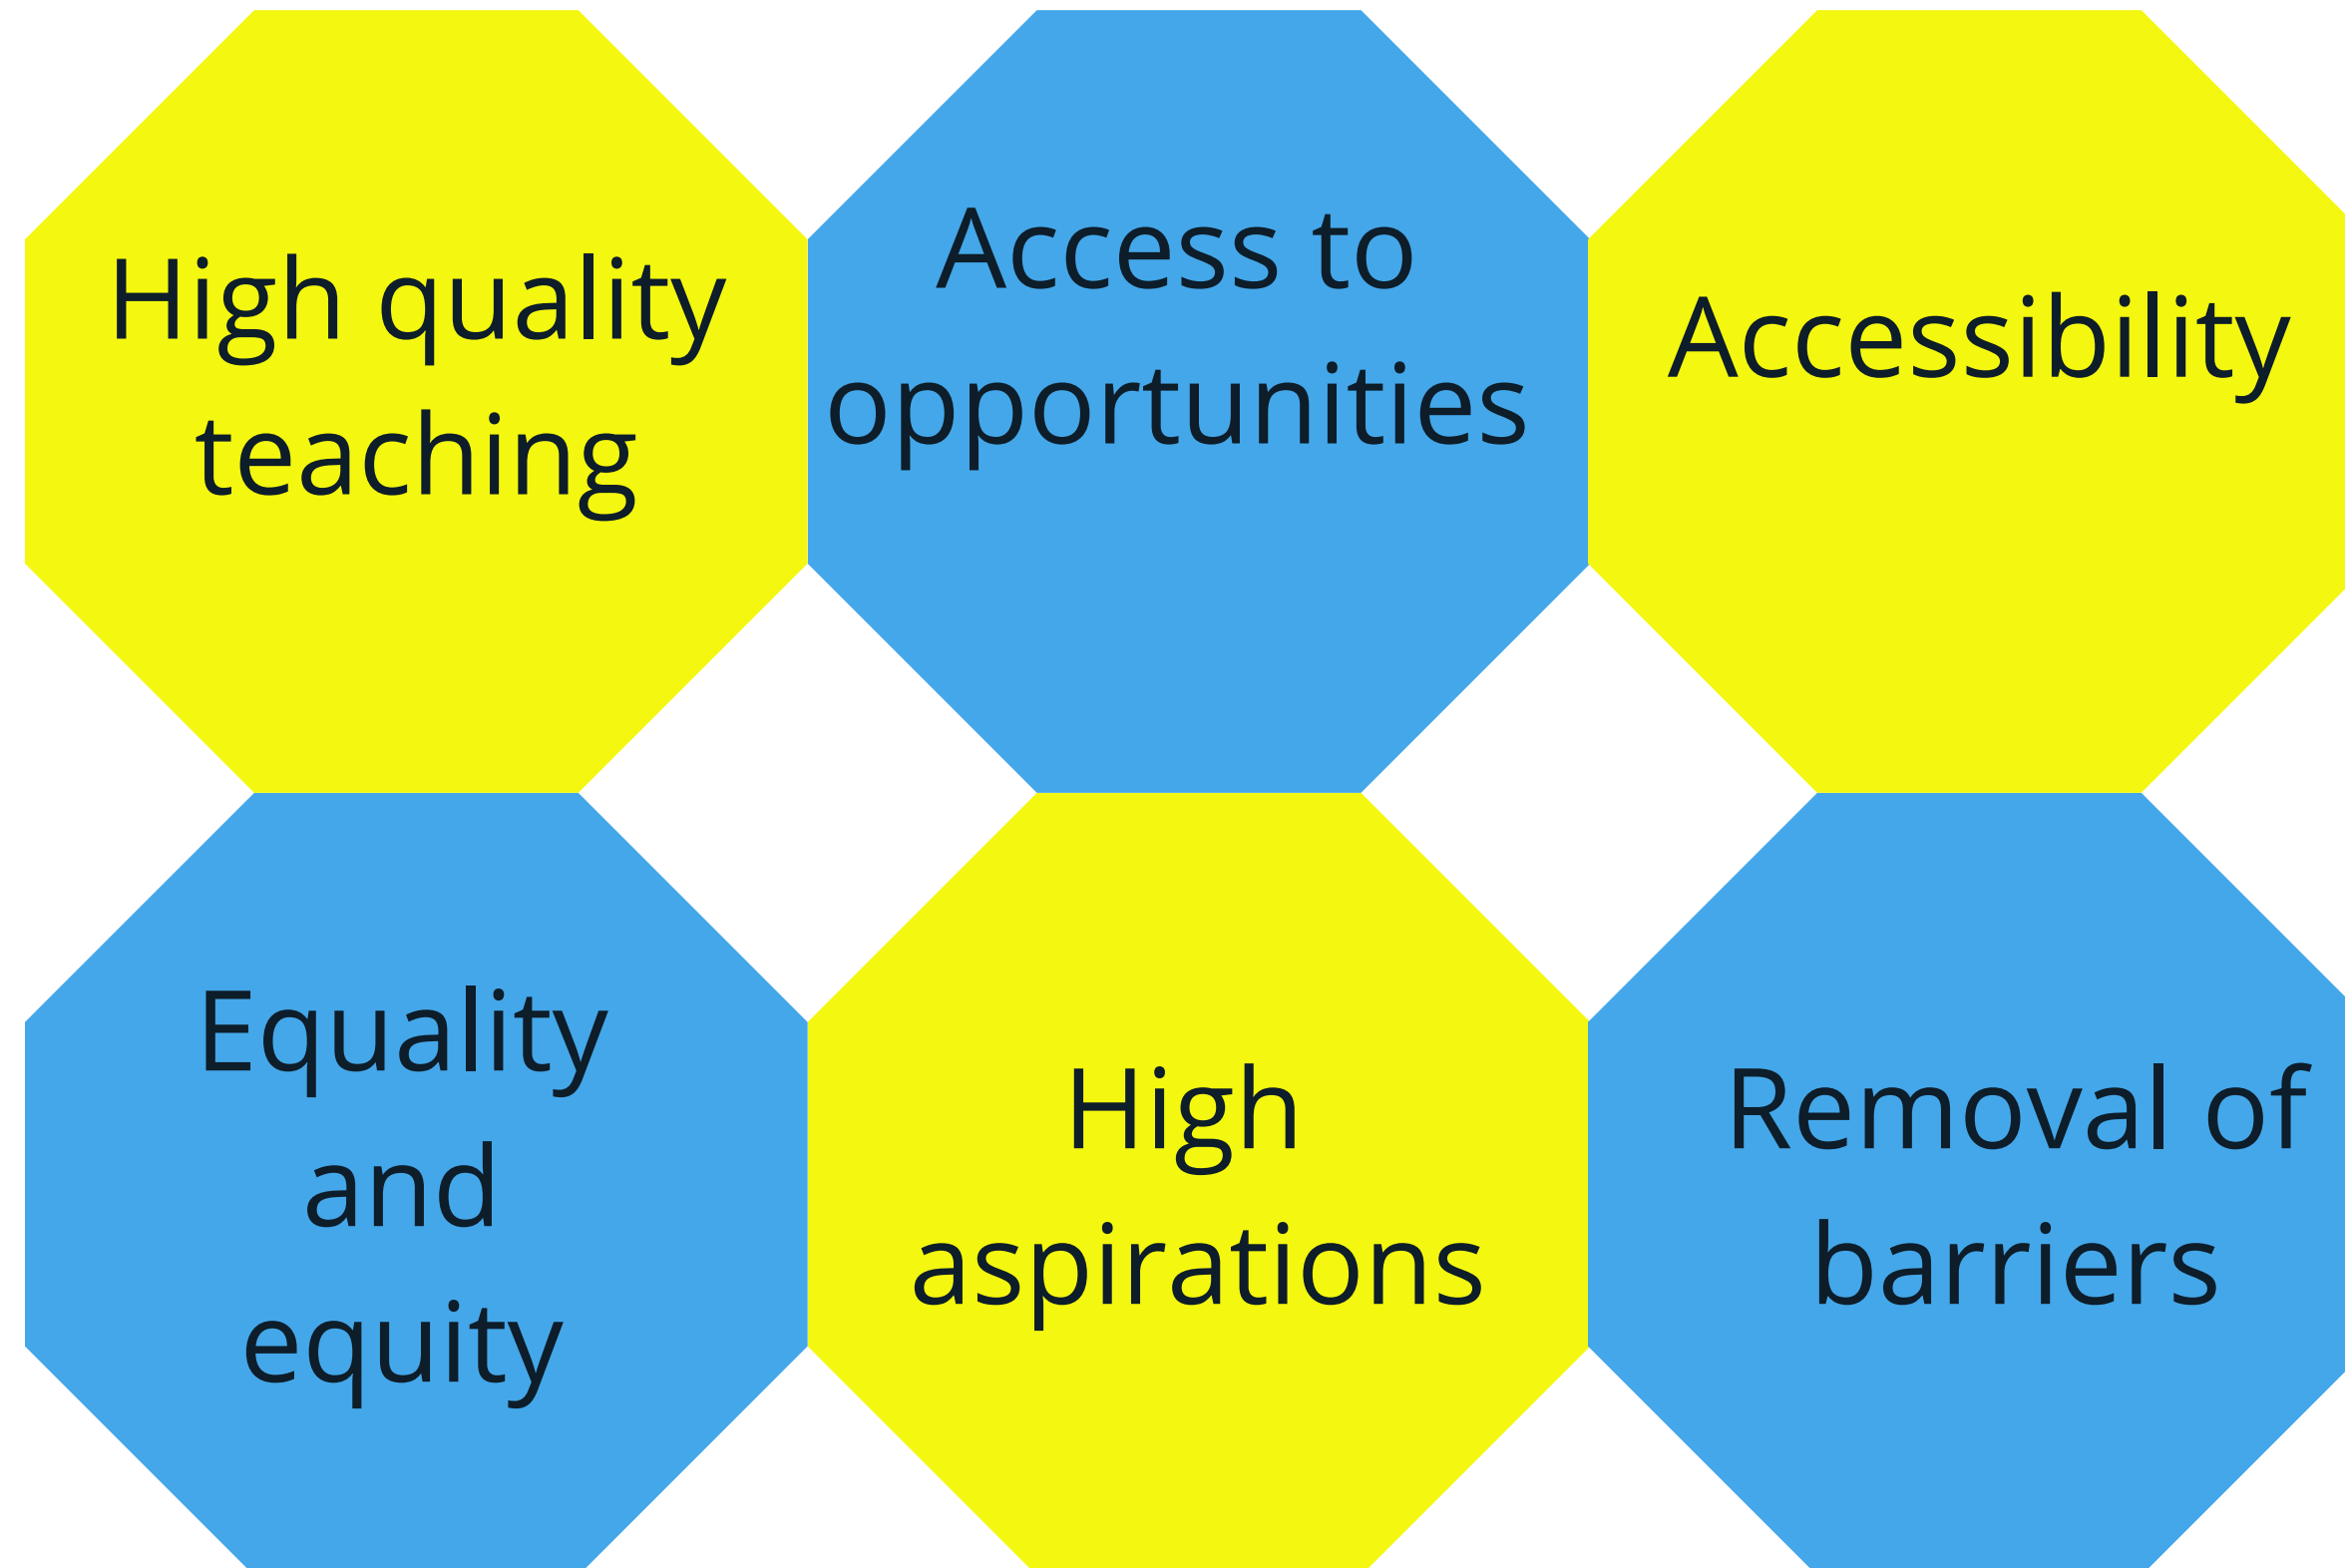 High quality
teaching
Access to
opportunities
Accessibility
Equality
and
equity
High
aspirations
Removal of
barriers